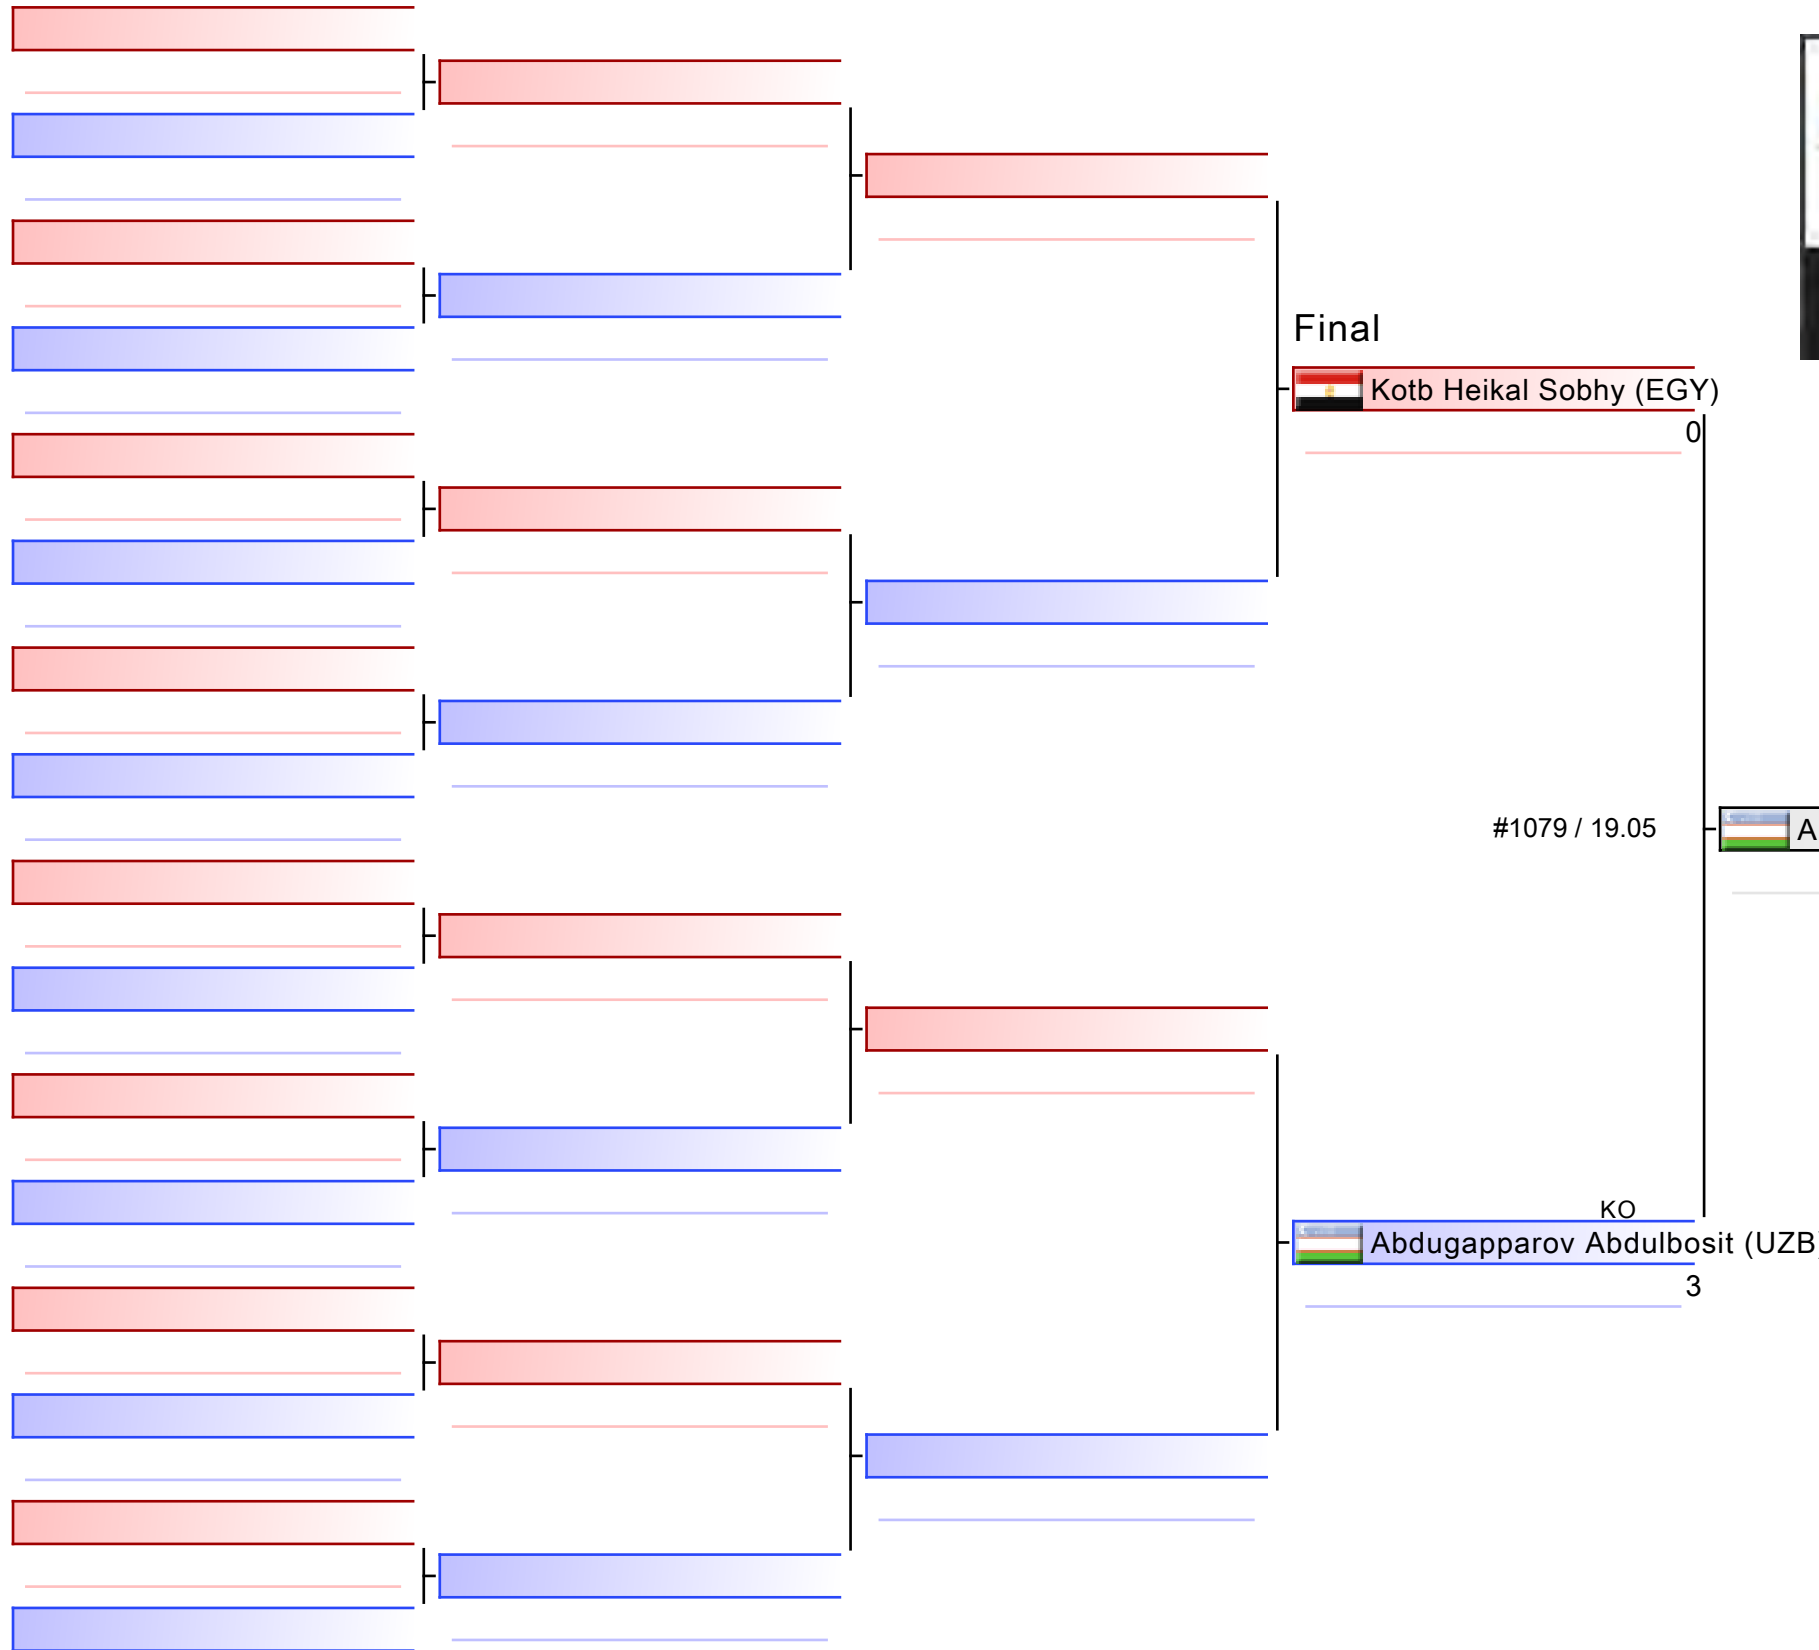 Final
Kotb Heikal Sobhy (EGY)
0
#1079 / 19.05
A
KO
Abdugapparov Abdulbosit (UZB)
3